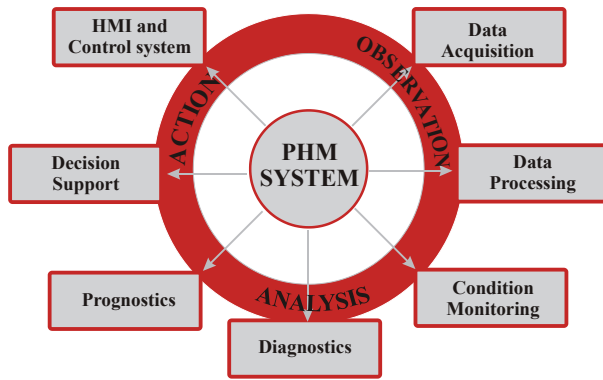 HMI and
Control system
Data
Acquisition
ACTION
OBSERVATION
PHM
SYSTEM
Decision
Support
Data
Processing
Prognostics
ANALYSIS
Condition
Monitoring
Diagnostics